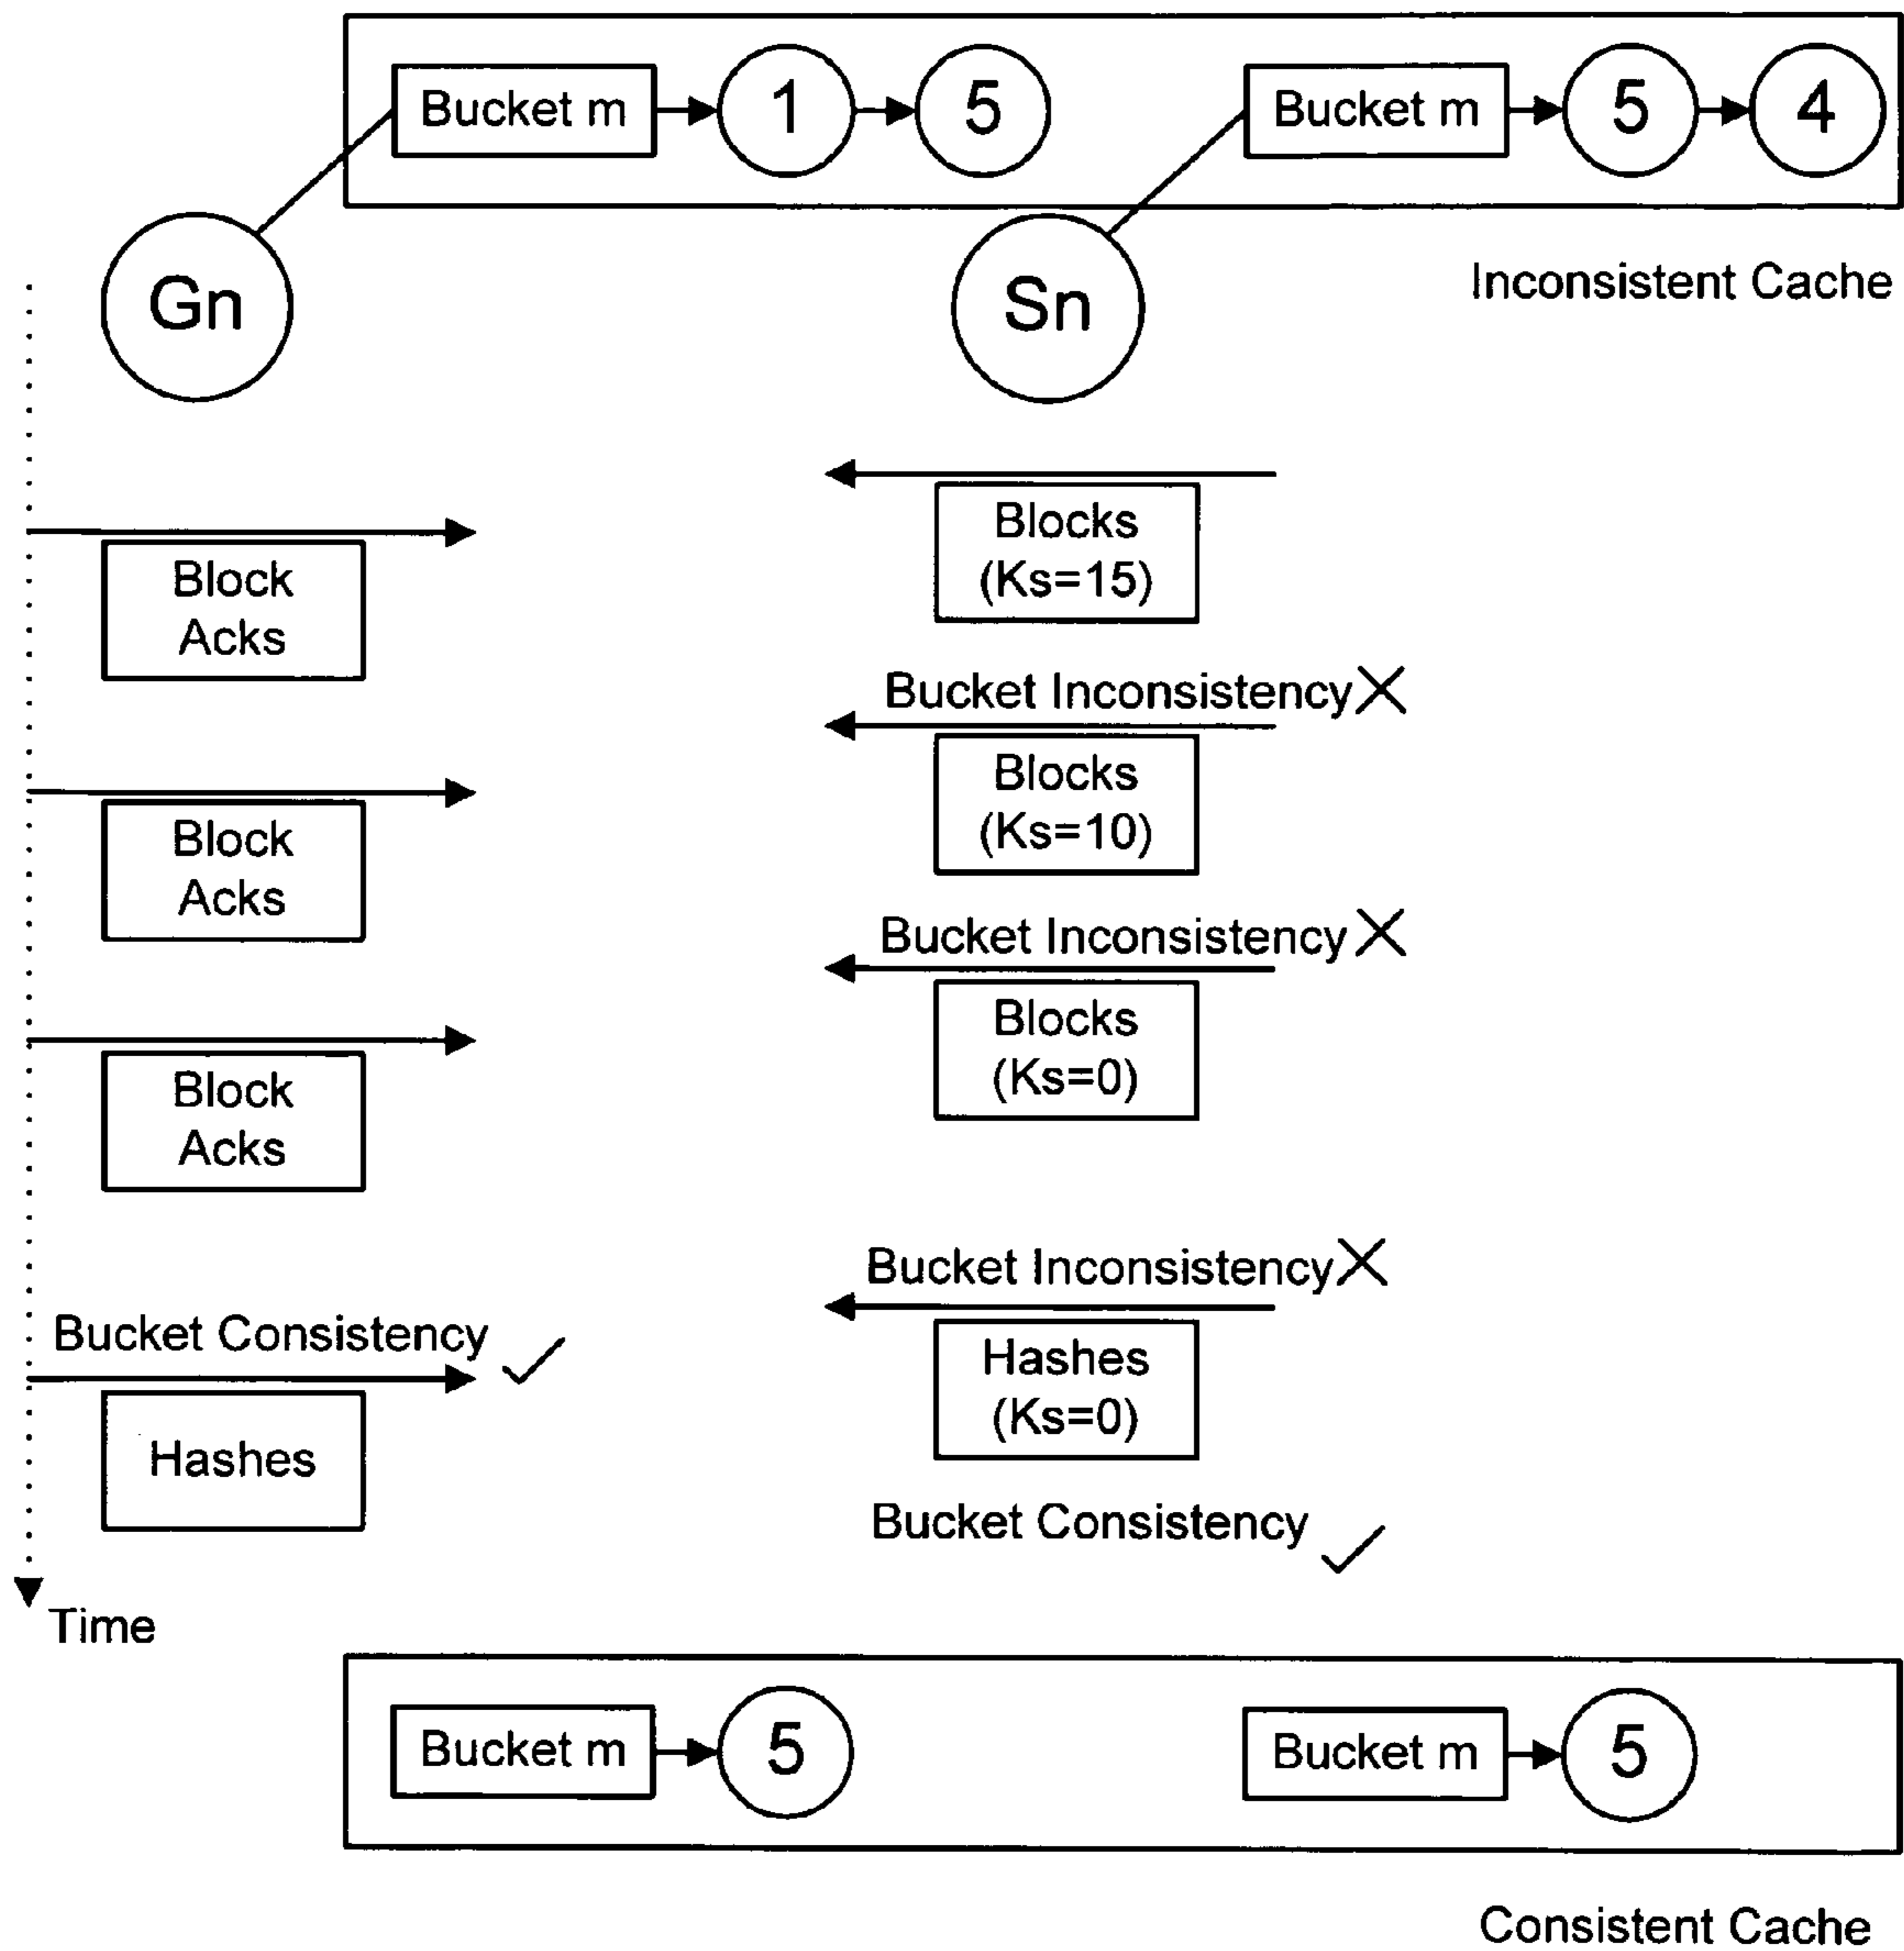 Bucket m 1 5 Bucket m 5 4
Inconsistent Cache
Gn
Sn
Blocks
(Ks=15)
Block
Acks
Bucket Inconsistency
Blocks
(Ks=10)
Block
Acks
Bucket Inconsistency
Blocks
(Ks=0)
Block
Acks
Bucket Inconsistency
Hashes
(Ks=0)
Bucket Consistency
Hashes
Bucket Consistency
Time
Bucket m 5 Bucket m 5
Consistent Cache